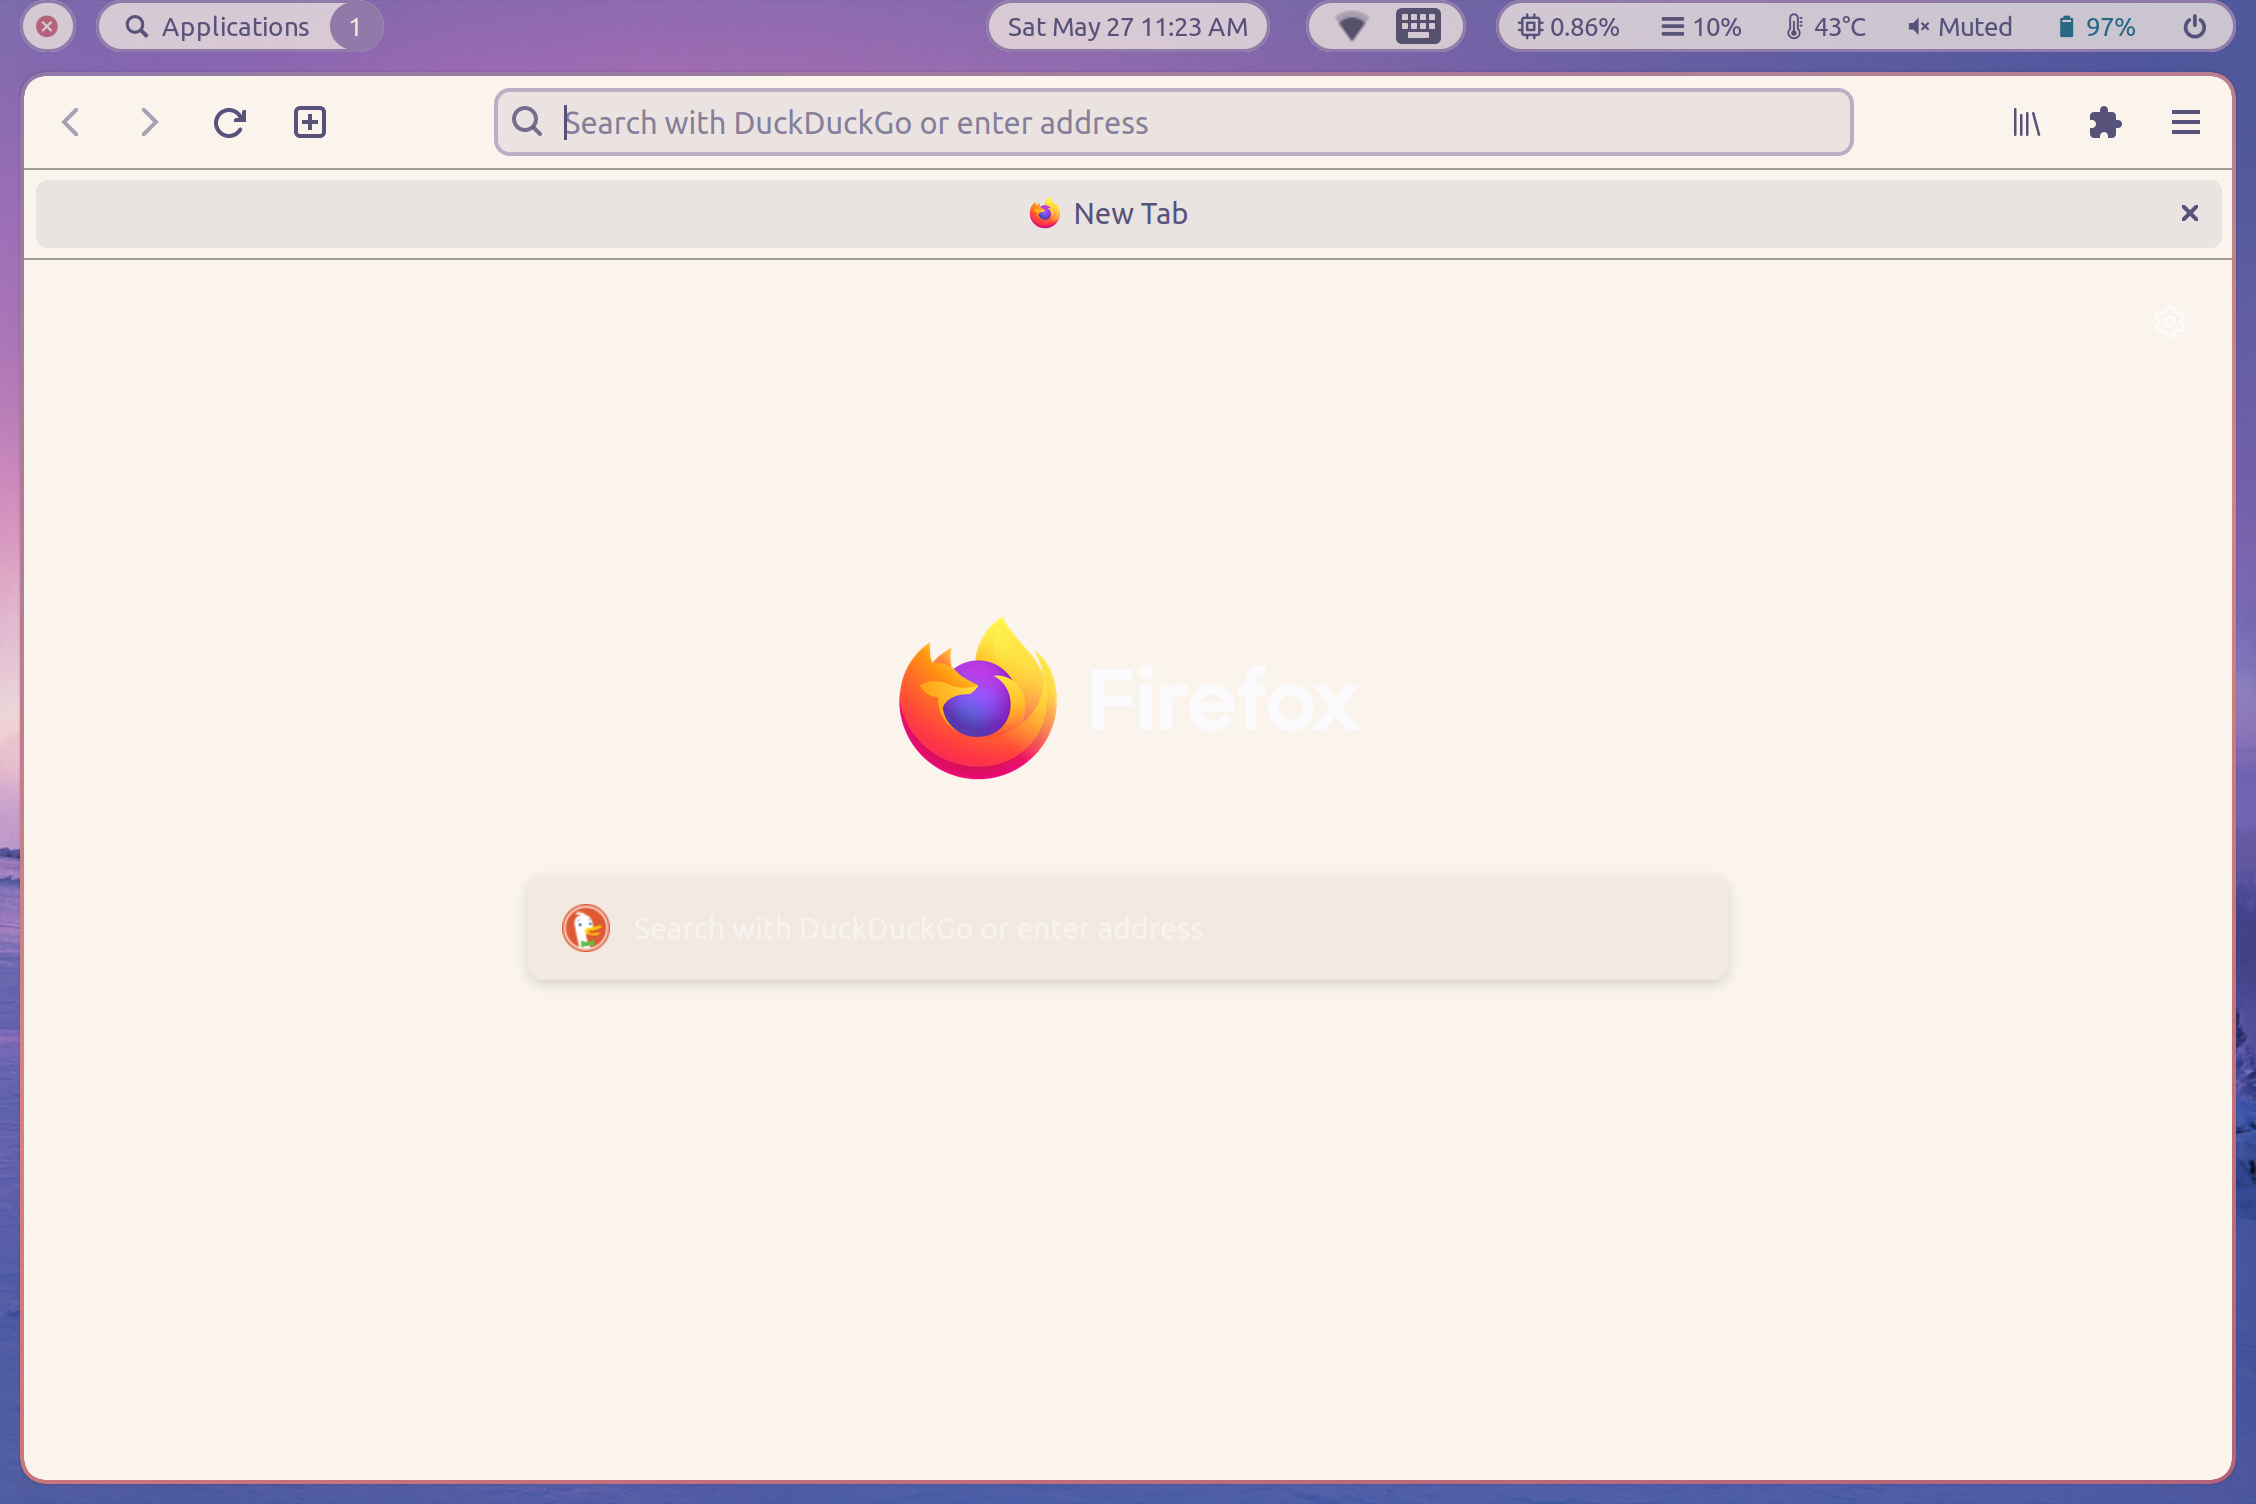 Applications 1
Sat May 27 11:23 AM
0.86% 10% 43°C Muted 97%
Search with DuckDuckGo or enter address
New Tab
Firefox
Search with DuckDuckGo or enter address